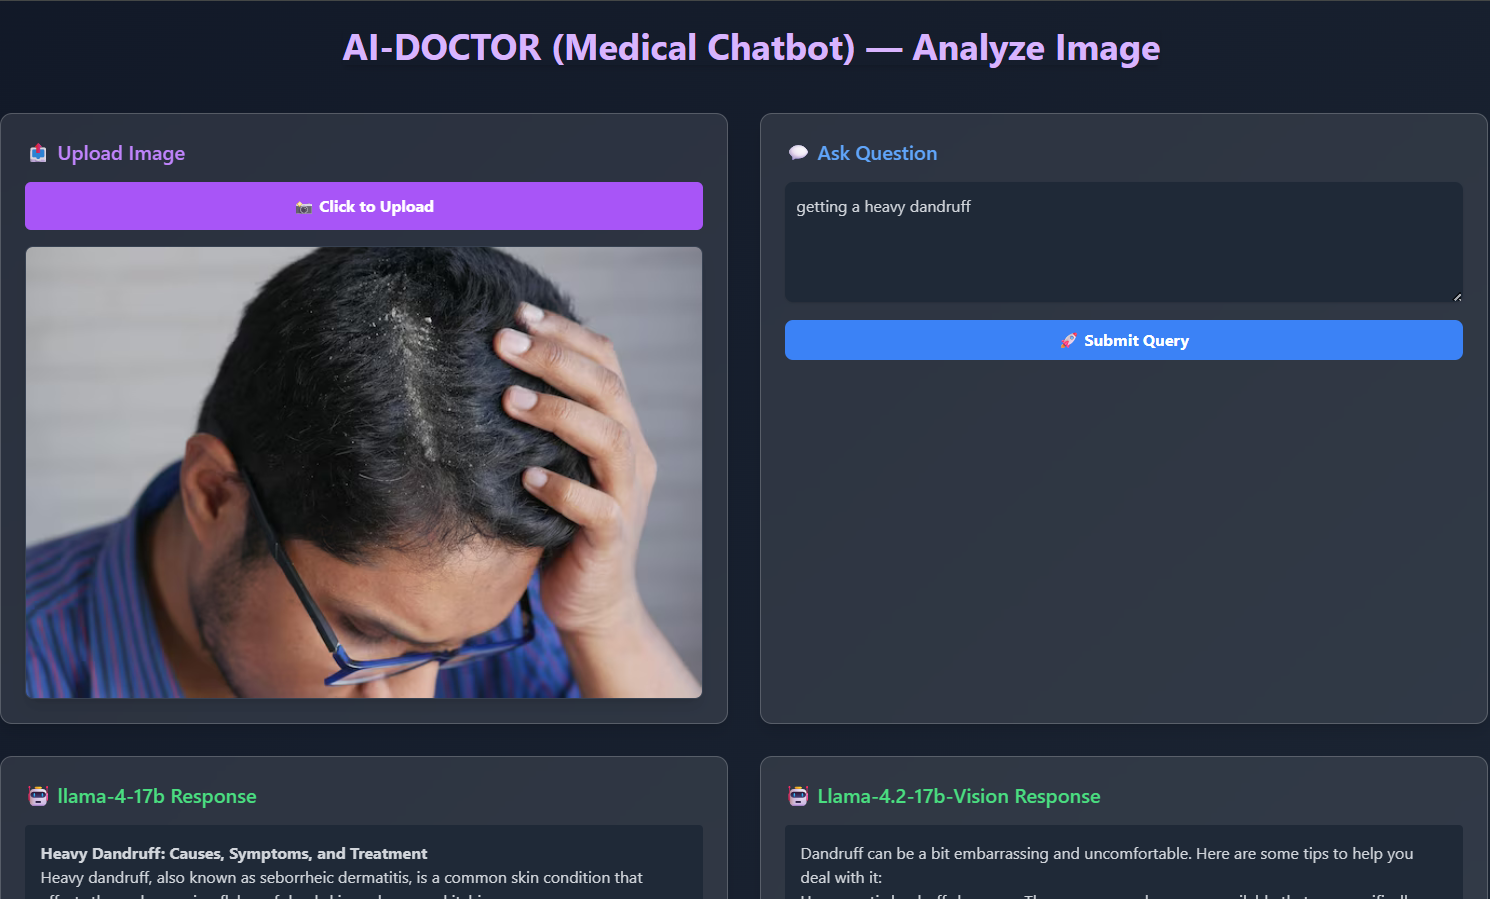 AI-DOCTOR (Medical Chatbot) — Analyze Image
📤 Upload Image
📸 Click to Upload
💬 Ask Question
getting a heavy dandruff
🚀 Submit Query
🤖 llama-4-17b Response
Heavy Dandruff: Causes, Symptoms, and Treatment
Heavy dandruff, also known as seborrheic dermatitis, is a common skin condition that
🤖 Llama-4.2-17b-Vision Response
Dandruff can be a bit embarrassing and uncomfortable. Here are some tips to help you
deal with it: